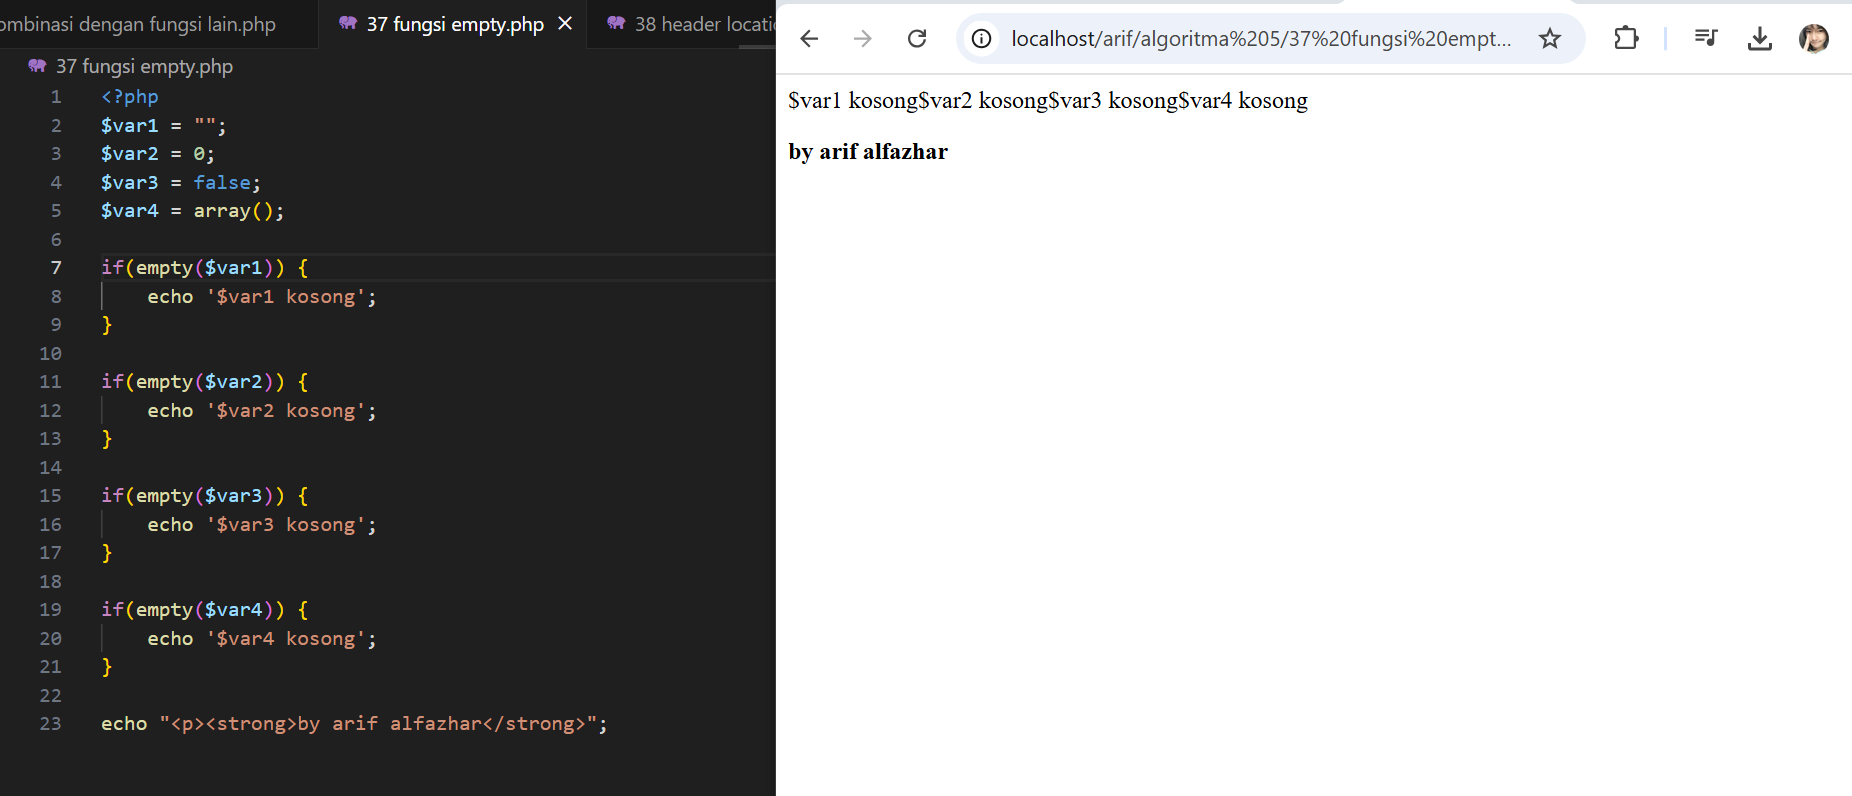 ombinasi dengan fungsi lain.php
37 fungsi empty.php
38 header locati
37 fungsi empty.php
1 <?php
2 $var1 = "";
3 $var2 = 0;
4 $var3 = false;
5 $var4 = array();
6
7 if(empty($var1)) {
8     echo '$var1 kosong';
9 }
10
11 if(empty($var2)) {
12     echo '$var2 kosong';
13 }
14
15 if(empty($var3)) {
16     echo '$var3 kosong';
17 }
18
19 if(empty($var4)) {
20     echo '$var4 kosong';
21 }
22
23 echo "<p><strong>by arif alfazhar</strong>";
localhost/arif/algoritma%205/37%20fungsi%20empt...
$var1 kosong$var2 kosong$var3 kosong$var4 kosong
by arif alfazhar